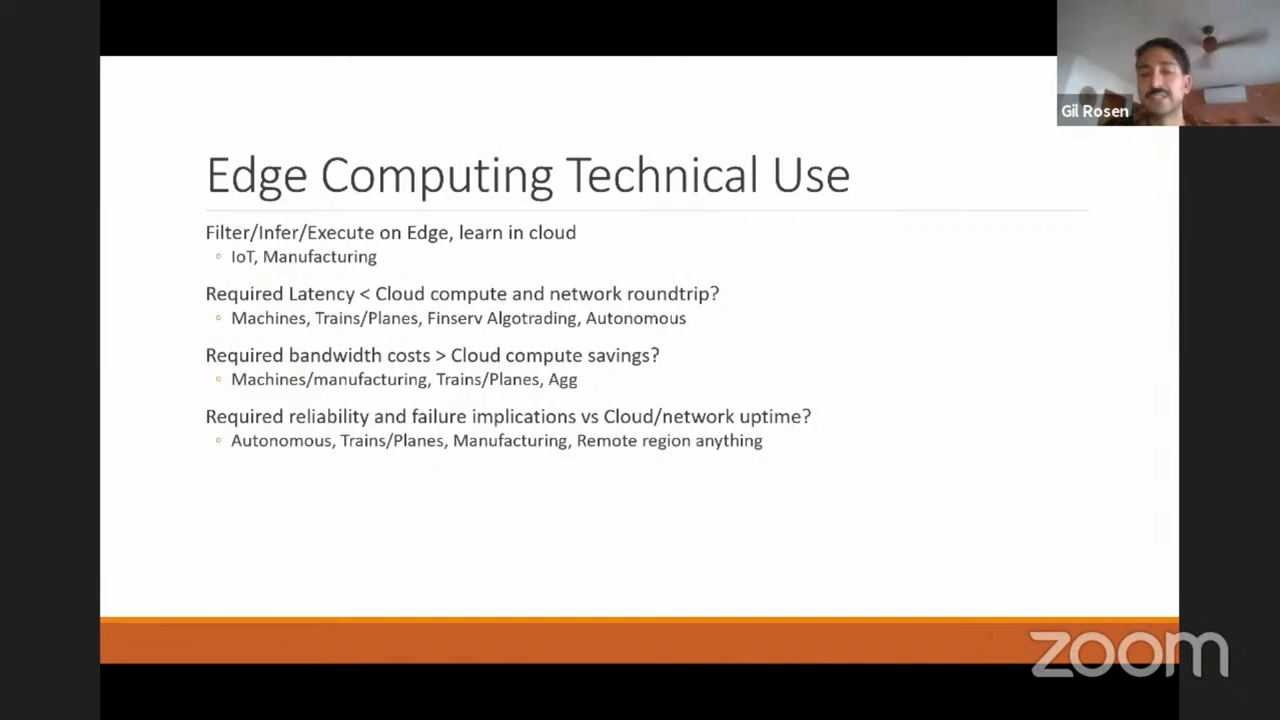 Gil Rosen
Edge Computing Technical Use
Filter/Infer/Execute on Edge, learn in cloud
IoT, Manufacturing
Required Latency < Cloud compute and network roundtrip?
Machines, Trains/Planes, Finserv Algotrading, Autonomous
Required bandwidth costs > Cloud compute savings?
Machines/manufacturing, Trains/Planes, Agg
Required reliability and failure implications vs Cloud/network uptime?
Autonomous, Trains/Planes, Manufacturing, Remote region anything
zoom